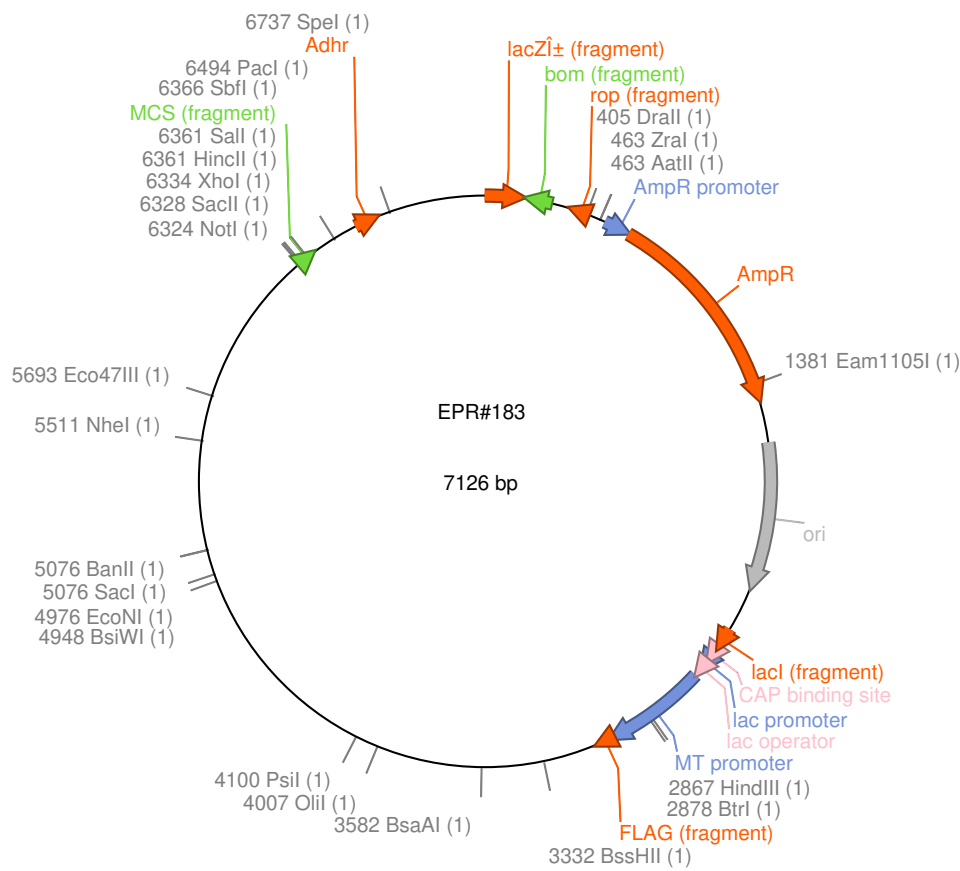 6737 SpeI (1)
Adhr
6494 PacI (1)
6366 SbfI (1)
MCS (fragment)
6361 SalI (1)
6361 HincII (1)
6334 XhoI (1)
6328 SacII (1)
6324 NotI (1)
lacZÎ± (fragment)
bom (fragment)
rop (fragment)
405 DraII (1)
463 ZraI (1)
463 AatII (1)
AmpR promoter
AmpR
1381 Eam1105I (1)
5693 Eco47III (1)
5511 NheI (1)
EPR#183
7126 bp
ori
5076 BanII (1)
5076 SacI (1)
4976 EcoNI (1)
4948 BsiWI (1)
lacI (fragment)
CAP binding site
lac promoter
lac operator
MT promoter
2867 HindIII (1)
2878 BtrI (1)
FLAG (fragment)
3332 BssHII (1)
4100 PsiI (1)
4007 OliI (1)
3582 BsaAI (1)